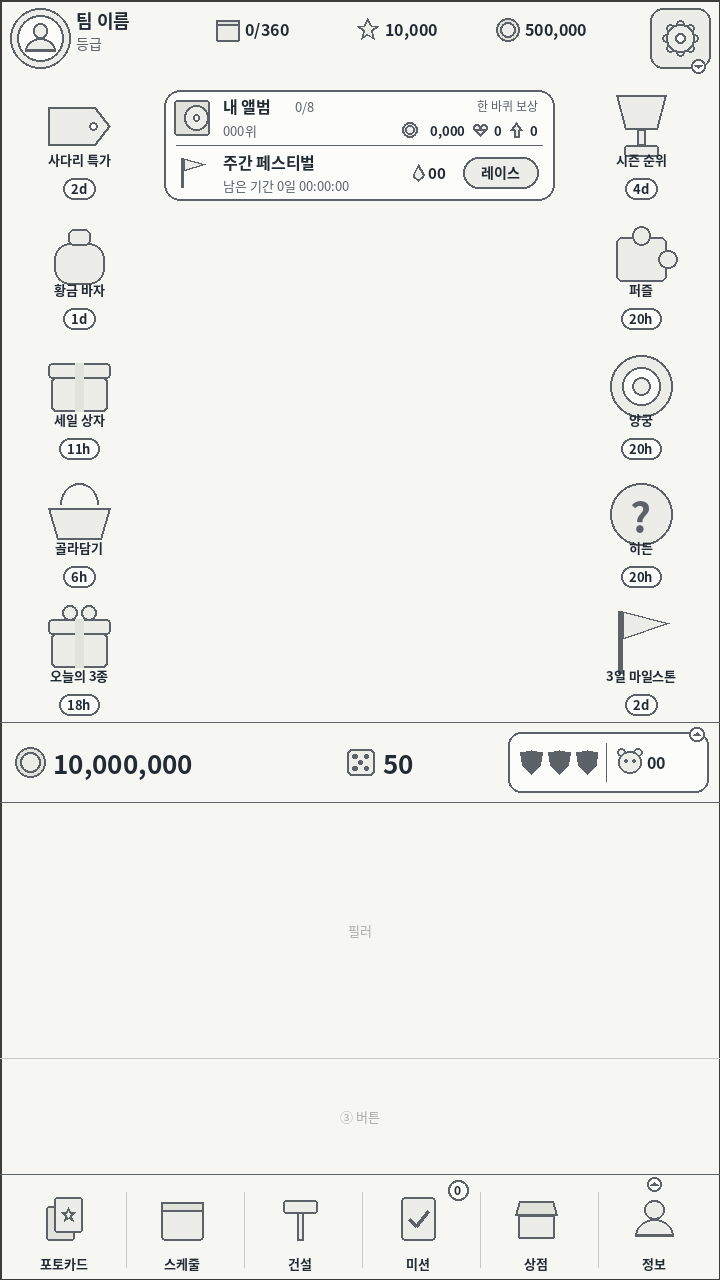 팀 이름
등급
0/360
10,000
500,000
내 앨범 0/8 한 바퀴 보상
000위 0,000 0 0
주간 페스티벌
남은 기간 0일 00:00:00
00
레이스
사다리 특가
2d
황금 바자
1d
세일 상자
11h
골라담기
6h
오늘의 3종
18h
시즌 순위
4d
퍼즐
20h
양궁
20h
?
히든
20h
3일 마일스톤
2d
10,000,000
50
00
필러
③ 버튼
포토카드
스케줄
건설
0
미션
상점
정보